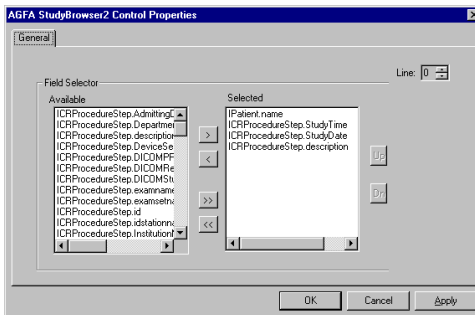 AGFA StudyBrowser2 Control Properties
General
Line: 0
Field Selector
Available
Selected
ICRProcedureStep.Admitting
ICRProcedureStep.Departmer
ICRProcedureStep.description
ICRProcedureStep.DeviceSe
ICRProcedureStep.DICOMPF
ICRProcedureStep.DICOMRe
ICRProcedureStep.DICOMStu
ICRProcedureStep.examname
ICRProcedureStep.examsetna
ICRProcedureStep.id
ICRProcedureStep.idstationna
ICRProcedureStep.Institution
>
<
>>
<<
IPatient.name
ICRProcedureStep.StudyTime
ICRProcedureStep.StudyDate
ICRProcedureStep.description
Up
Dn
OK
Cancel
Apply